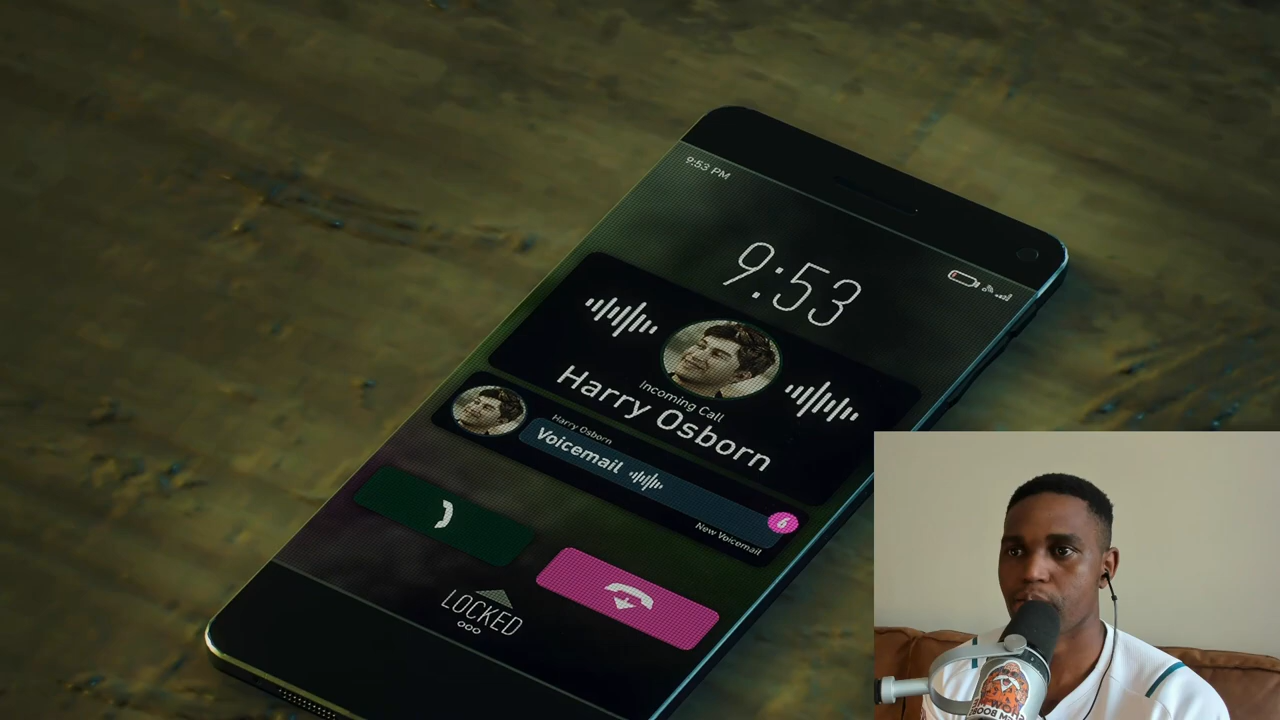 9:53 PM
9:53
Incoming Call
Harry Osborn
Harry Osborn
Voicemail
6
New Voicemail
LOCKED